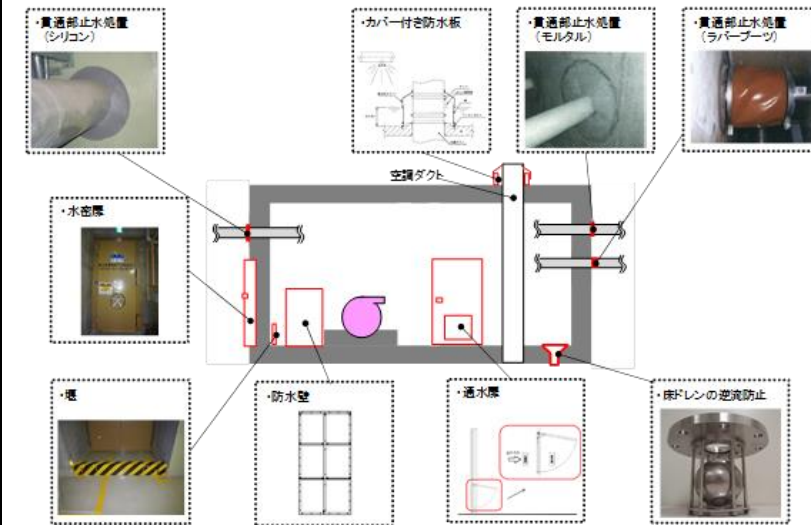 ・貫通部止水処置
(シリコン)
・カバー付き防水板
・貫通部止水処置
(モルタル)
・貫通部止水処置
(ラバーブーツ)
空調ダクト
・水密扉
・堰
・防水壁
・通水扉
・床ドレンの逆流防止